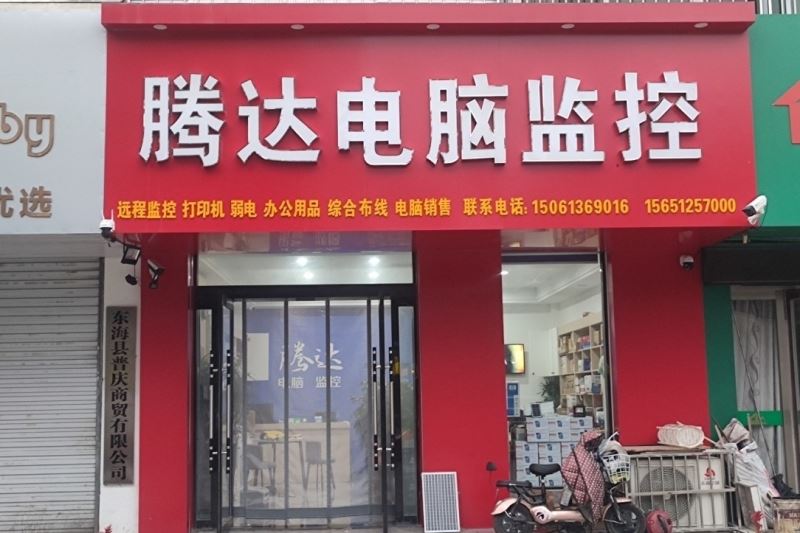 腾达电脑监控
远程监控 打印机 弱电 办公用品 综合布线 电脑销售 联系电话: 15061369016 15651257000
by
优选
东海县普庆商贸有限公司
腾达
电脑 监控